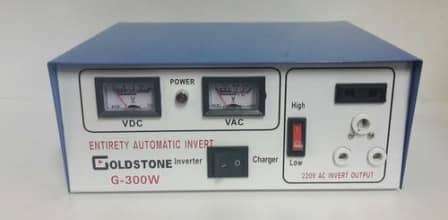 POWER
VDC
VAC
High
Low
ENTIRETY AUTOMATIC INVERT
GOLDSTONE
Inverter
Charger
G-300W
220V AC INVERT OUTPUT